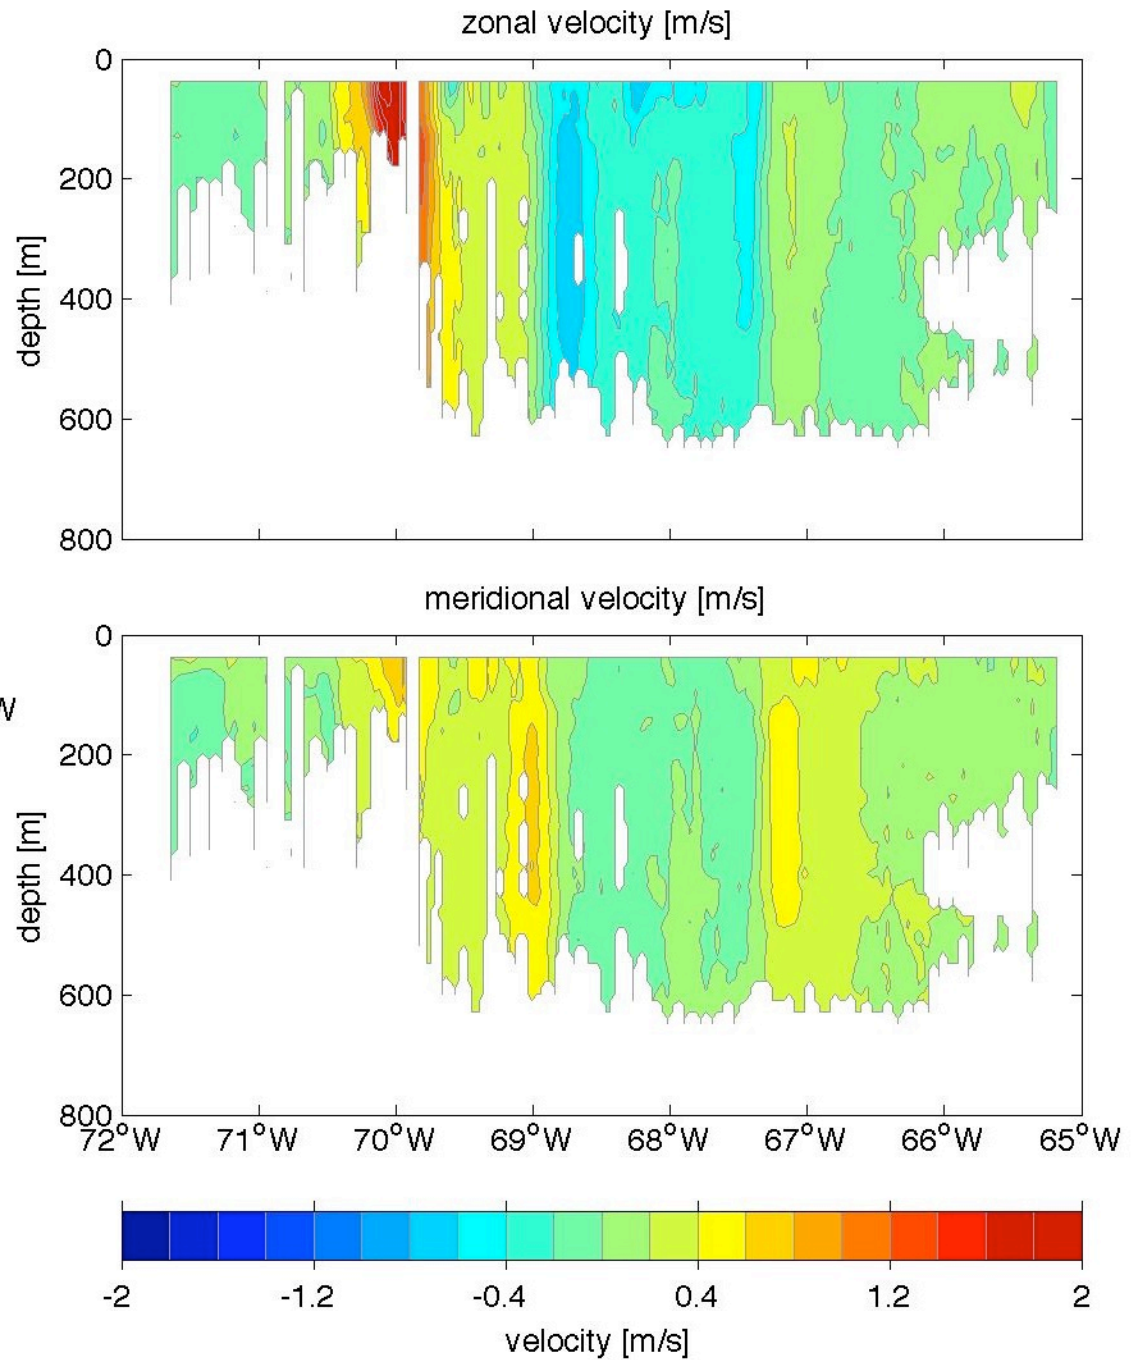 zonal velocity [m/s]
0
200
400
600
800
depth [m]
meridional velocity [m/s]
0
W
200
400
600
800
depth [m]
72°W 71°W 70°W 69°W 68°W 67°W 66°W 65°W
-2 -1.2 -0.4 0.4 1.2 2
velocity [m/s]